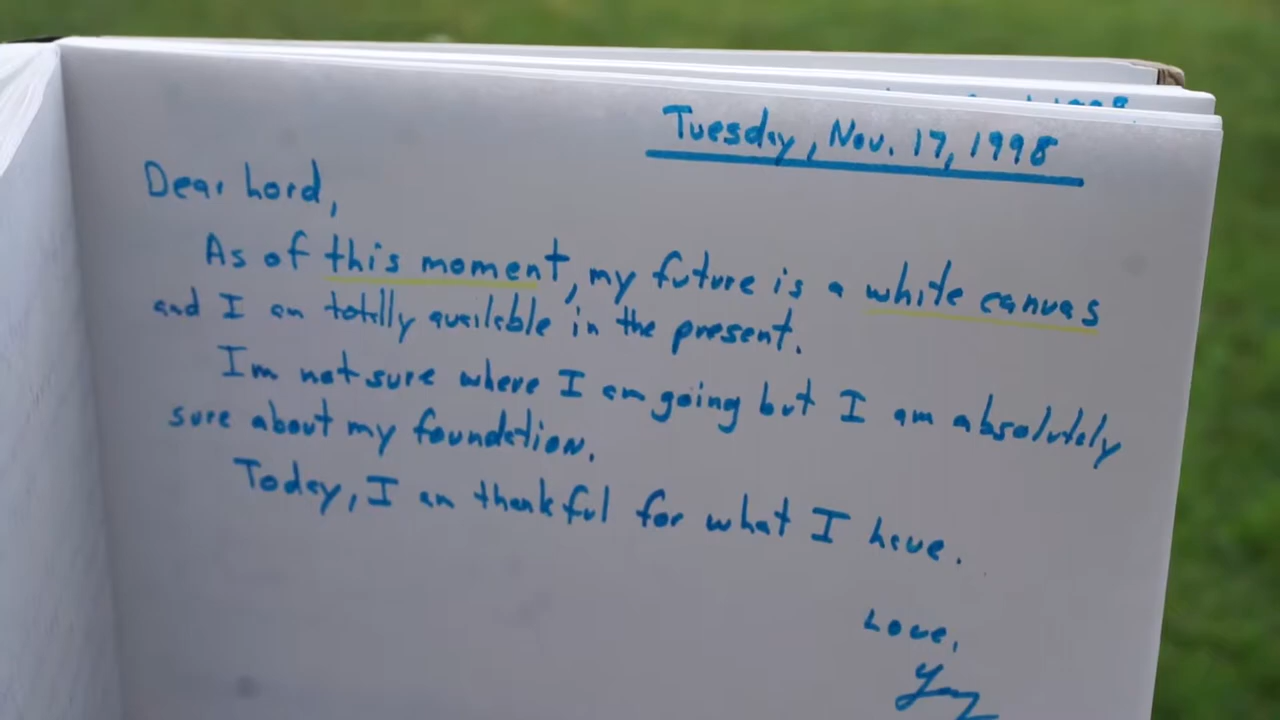 Tuesday, Nov. 17, 1998
Dear Lord,
As of this moment, my future is a white canvas
and I am totally available in the present.
Im not sure where I am going but I am absolutely
sure about my foundation.
Today, I am thankful for what I have.
Love,